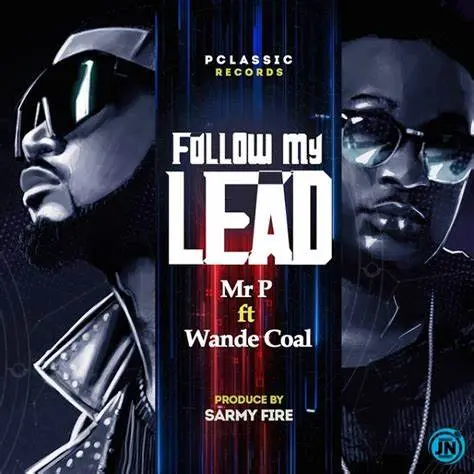 PCLASSIC
RECORDS
FOLLOW MY
LEAD
Mr P
ft
Wande Coal
PRODUCE BY
SARMY FIRE
JN